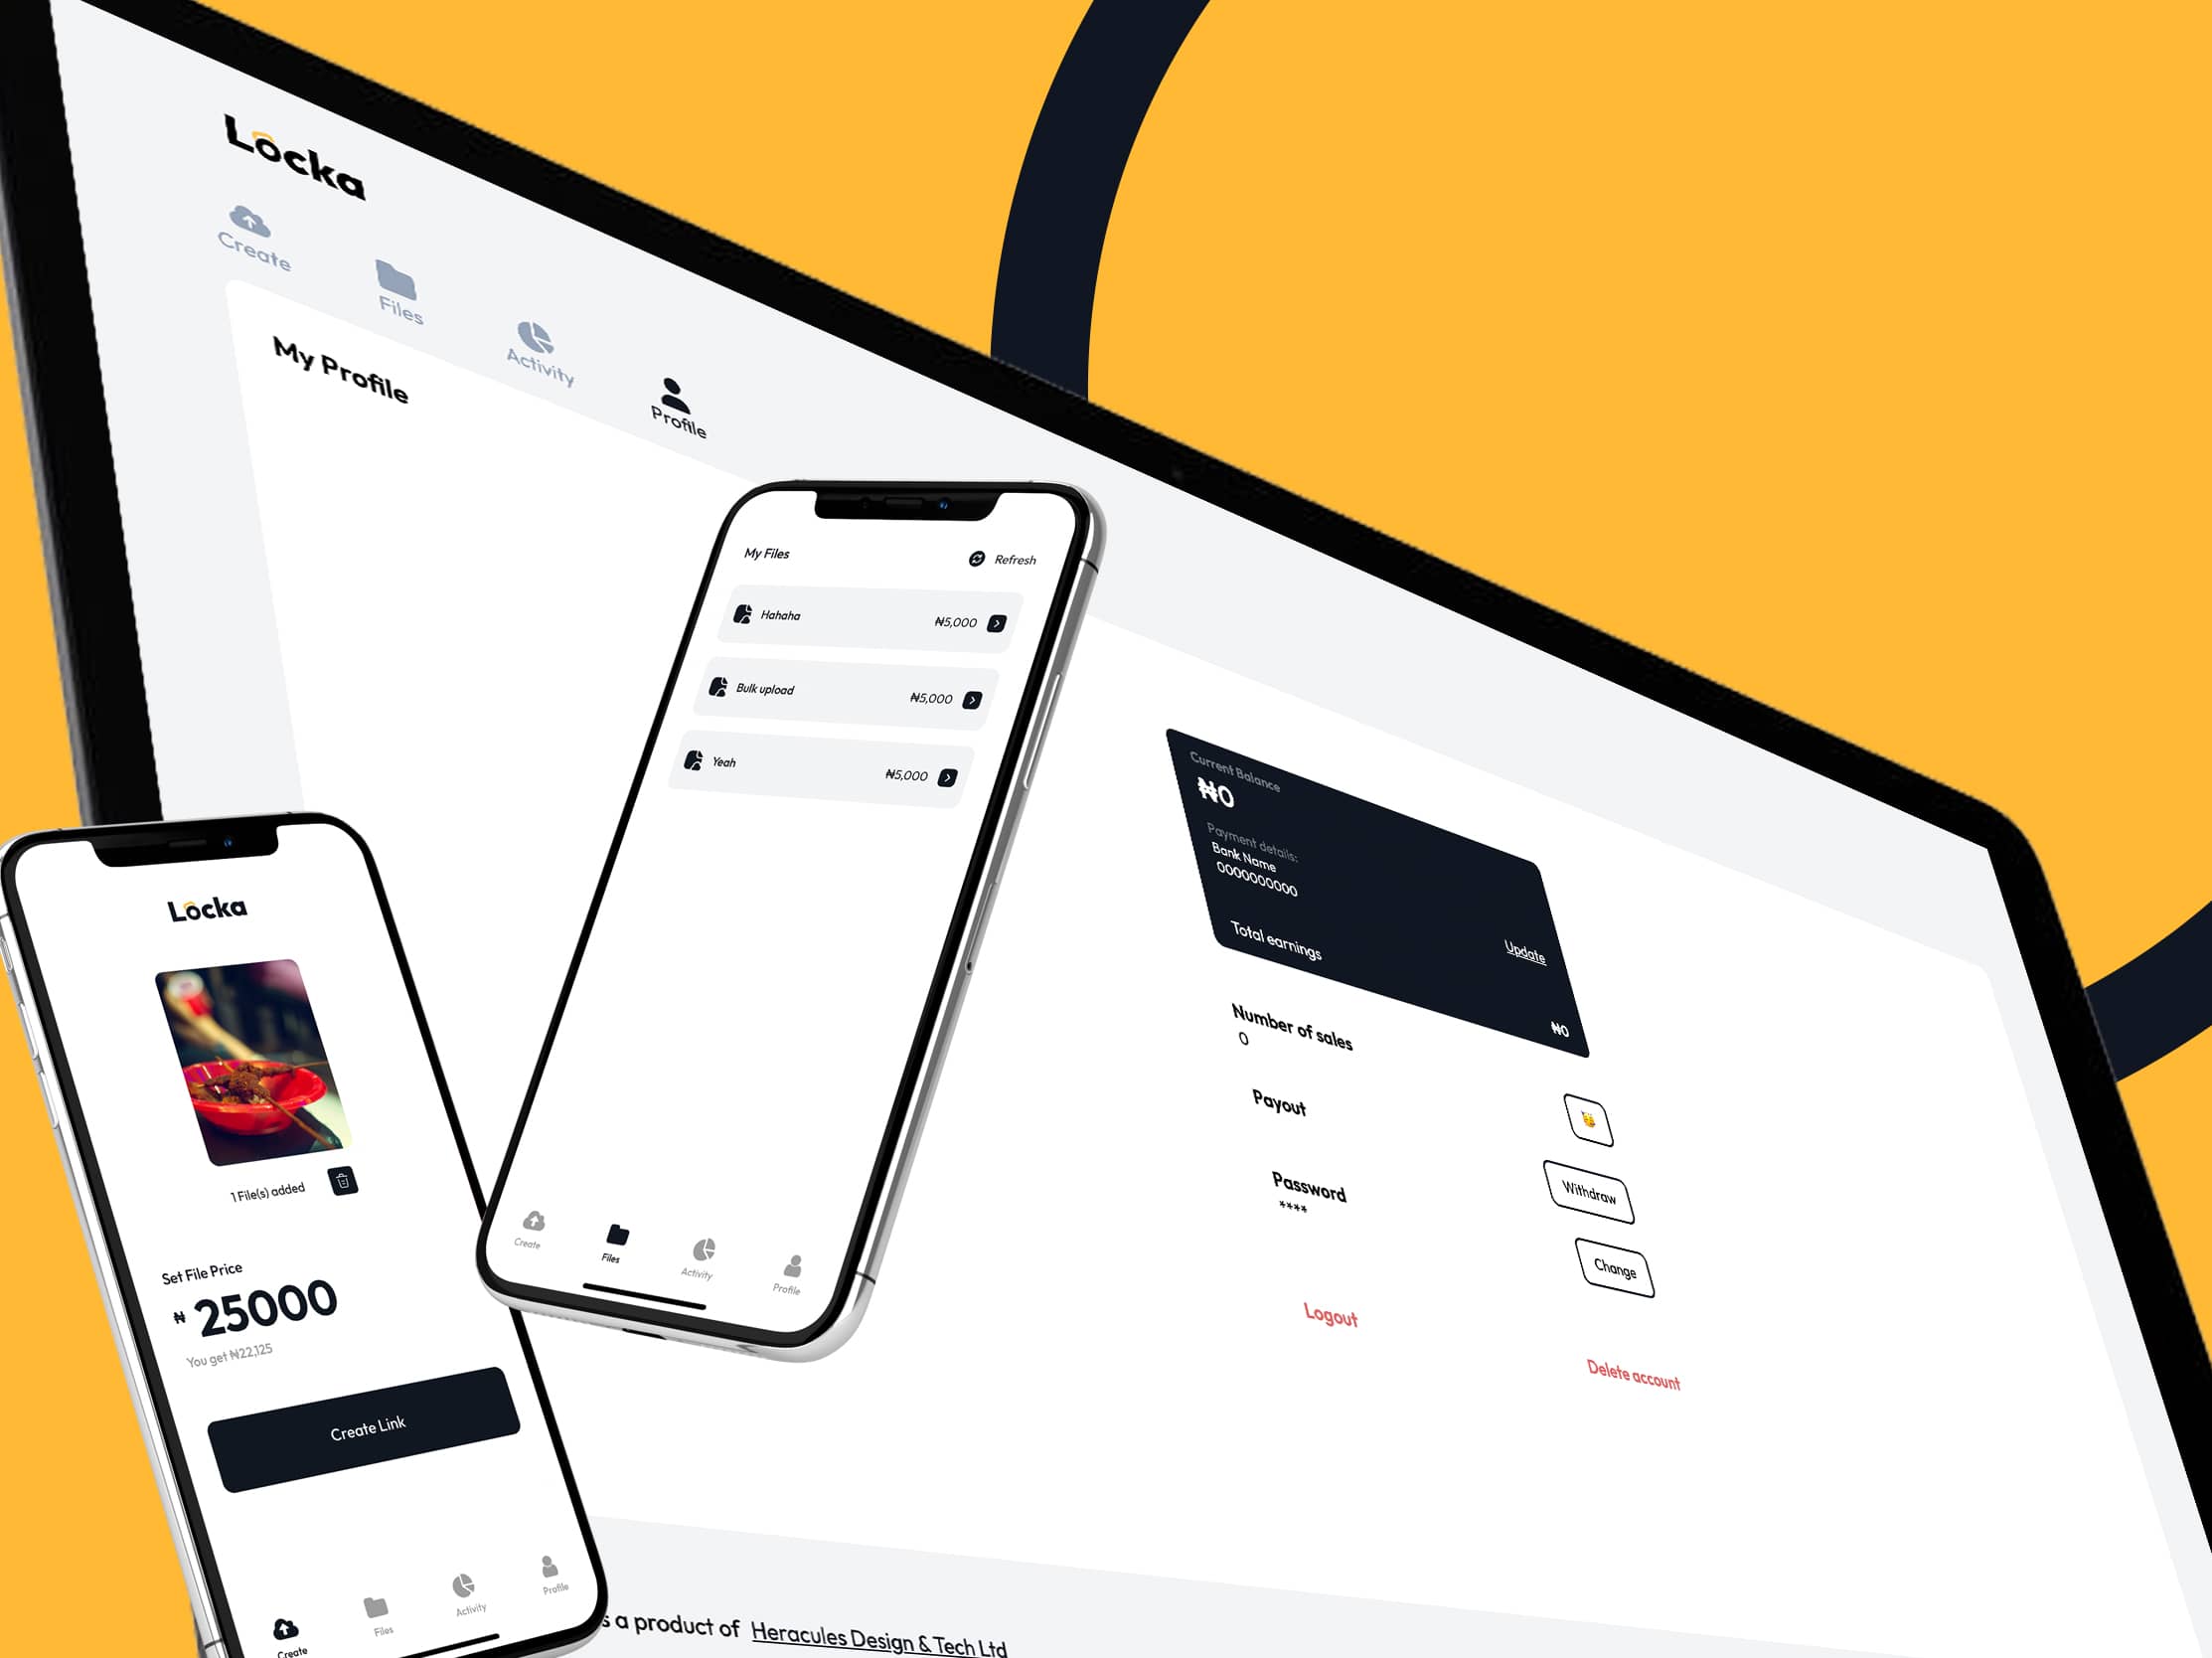 Locka
Create
Files
Activity
Profile
My Profile
Current Balance
₦0
Payment details:
Bank Name
0000000000
Update
Total earnings
₦0
Number of sales
0
Payout
Withdraw
Password
****
Change
Logout
Delete account
s a product of Heracules Design & Tech Ltd
My Files
Refresh
Hahaha
₦5,000
Bulk upload
₦5,000
Yeah
₦5,000
Create
Files
Activity
Profile
Locka
1 File(s) added
Set File Price
₦ 25000
You get ₦22,125
Create Link
Create
Files
Activity
Profile